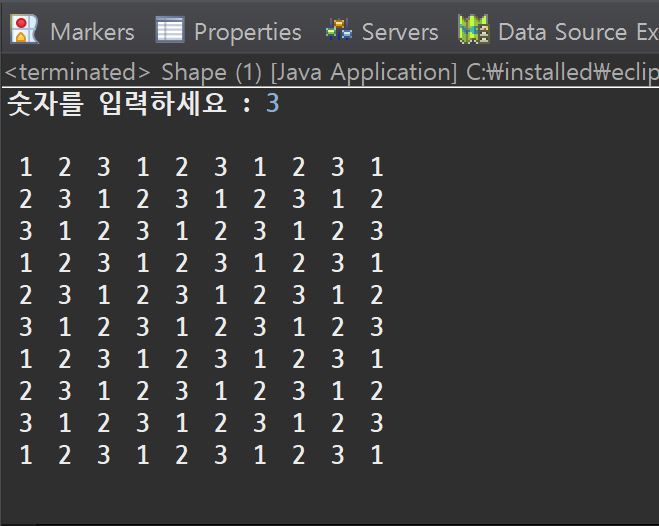 Markers Properties Servers Data Source Ex
<terminated> Shape (1) [Java Application] C:₩installed₩eclip
숫자를 입력하세요 : 3
1 2 3 1 2 3 1 2 3 1
2 3 1 2 3 1 2 3 1 2
3 1 2 3 1 2 3 1 2 3
1 2 3 1 2 3 1 2 3 1
2 3 1 2 3 1 2 3 1 2
3 1 2 3 1 2 3 1 2 3
1 2 3 1 2 3 1 2 3 1
2 3 1 2 3 1 2 3 1 2
3 1 2 3 1 2 3 1 2 3
1 2 3 1 2 3 1 2 3 1